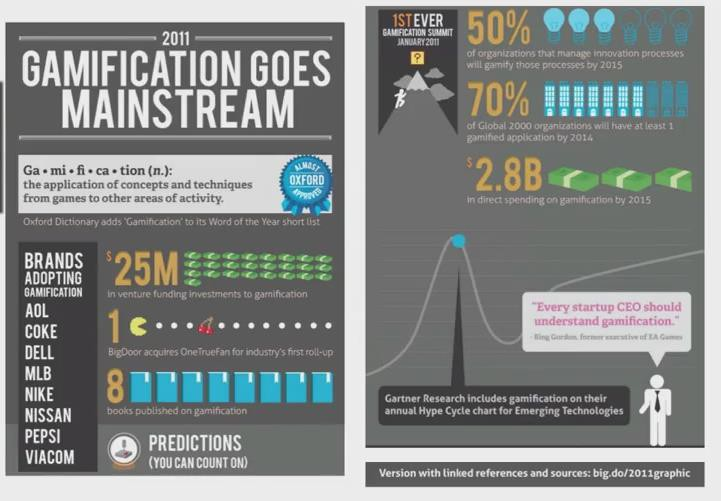 2011
GAMIFICATION GOES
MAINSTREAM
Ga • mi • fi • ca • tion (n.):
the application of concepts and techniques
from games to other areas of activity.
ALMOST
OXFORD
APPROVED
Oxford Dictionary adds 'Gamification' to its Word of the Year short list
BRANDS
ADOPTING
GAMIFICATION
AOL
COKE
DELL
MLB
NIKE
NISSAN
PEPSI
VIACOM
$25M
in venture funding investments to gamification
1
BigDoor acquires OneTrueFan for industry's first roll-up
8
books published on gamification
PREDICTIONS
(YOU CAN COUNT ON)
1ST EVER
GAMIFICATION SUMMIT
JANUARY 2011
?
50%
of organizations that manage innovation processes
will gamify those processes by 2015
70%
of Global 2000 organizations will have at least 1
gamified application by 2014
$2.8B
in direct spending on gamification by 2015
"Every startup CEO should
understand gamification."
- Bing Gordon, former executive of EA Games
Gartner Research includes gamification on their
annual Hype Cycle chart for Emerging Technologies
Version with linked references and sources: big.do/2011graphic